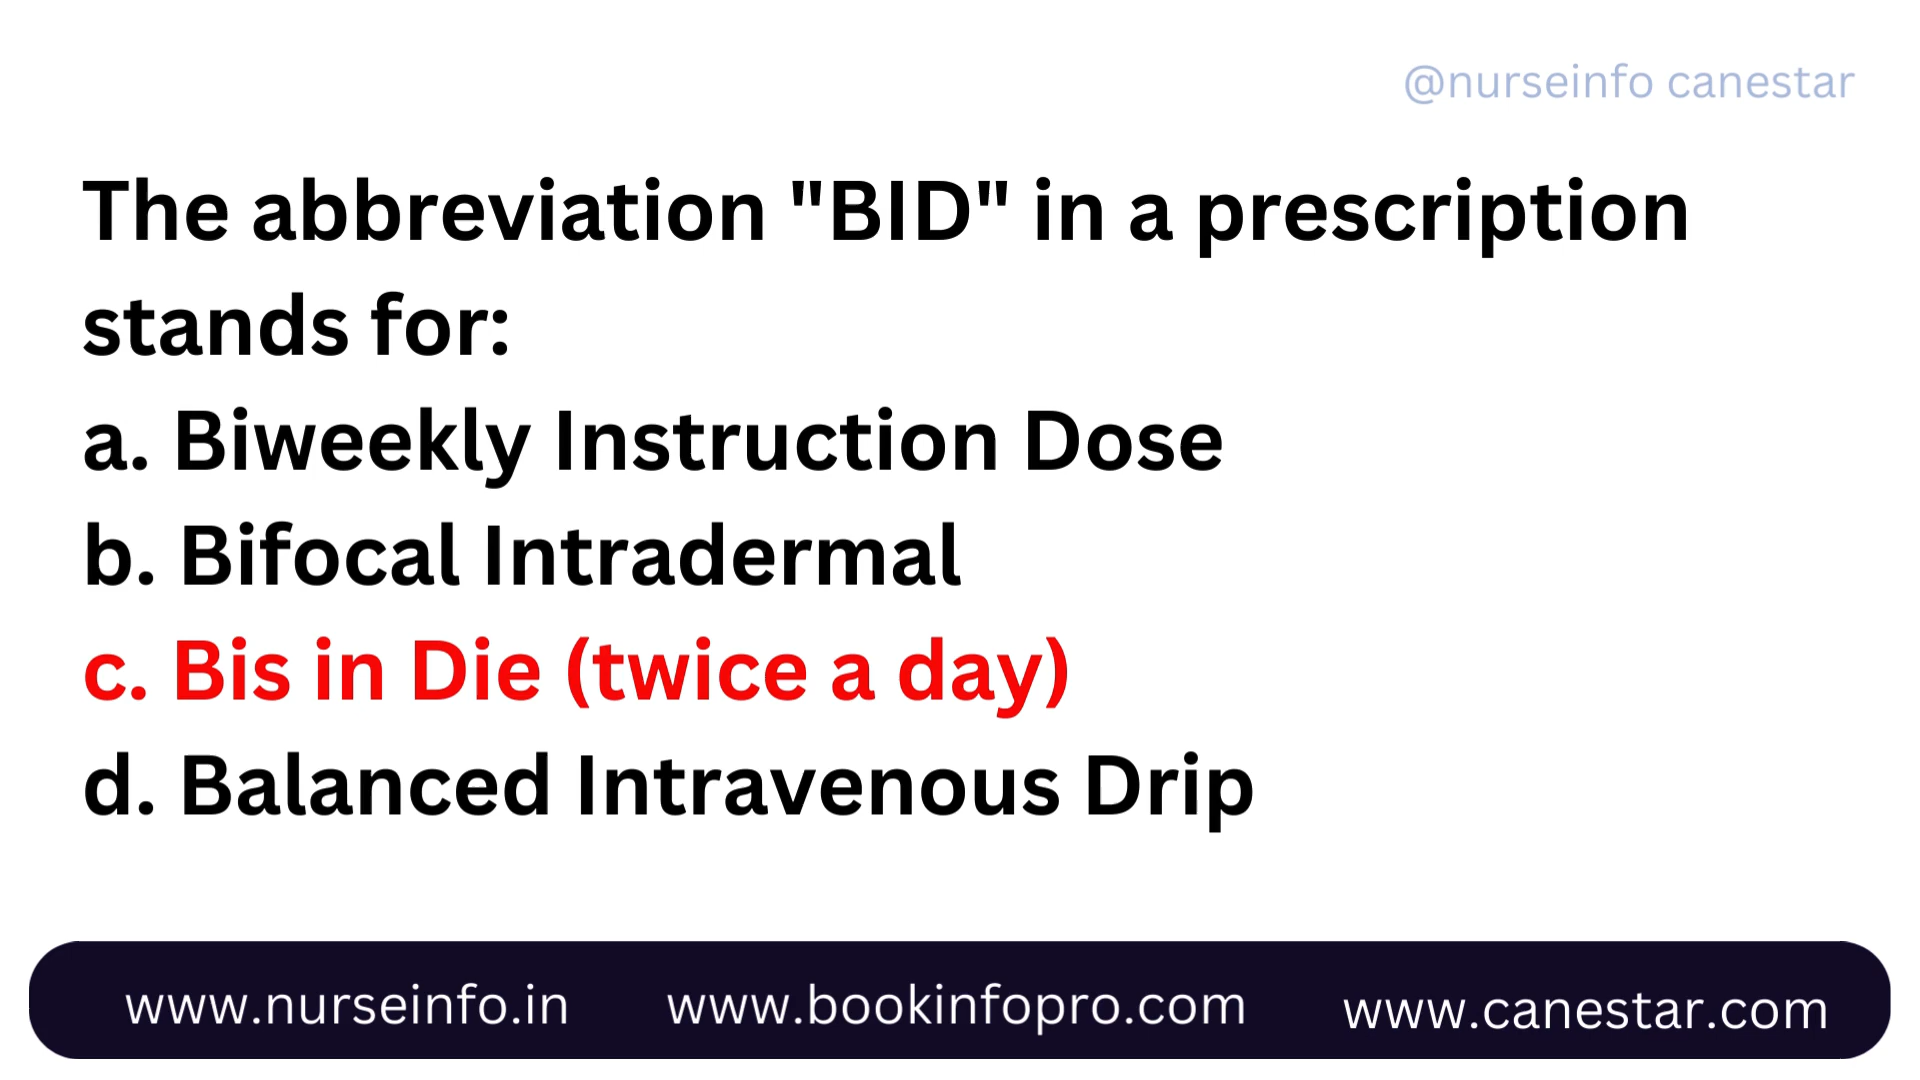 @nurseinfo canestar
The abbreviation "BID" in a prescription
stands for:
a. Biweekly Instruction Dose
b. Bifocal Intradermal
c. Bis in Die (twice a day)
d. Balanced Intravenous Drip
www.nurseinfo.in www.bookinfopro.com www.canestar.com